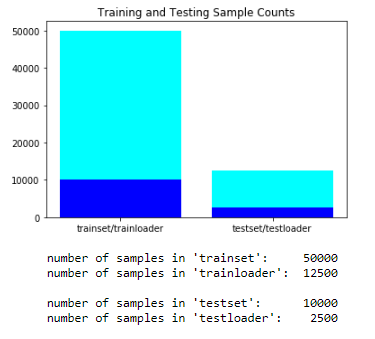 Training and Testing Sample Counts
50000
40000
30000
20000
10000
0
trainset/trainloader testset/testloader
number of samples in 'trainset': 50000
number of samples in 'trainloader': 12500
number of samples in 'testset': 10000
number of samples in 'testloader': 2500